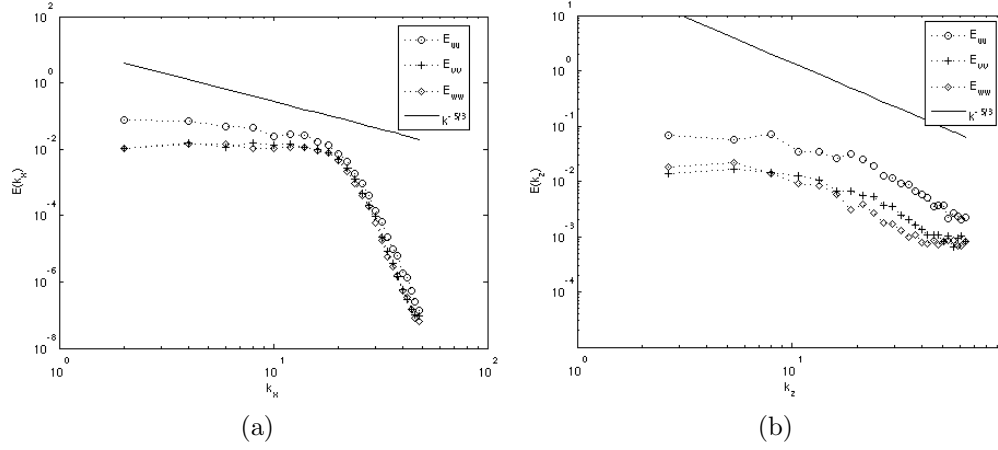 10^2
10^0
10^-2
10^-4
10^-6
10^-8
E(k_x)
10^0
10^1
10^2
k_x
E_uu
E_vv
E_ww
k^-5/3
(a)
10^1
10^0
10^-1
10^-2
10^-3
10^-4
E(k_z)
10^0
10^1
k_z
E_uu
E_vv
E_ww
k^-5/3
(b)